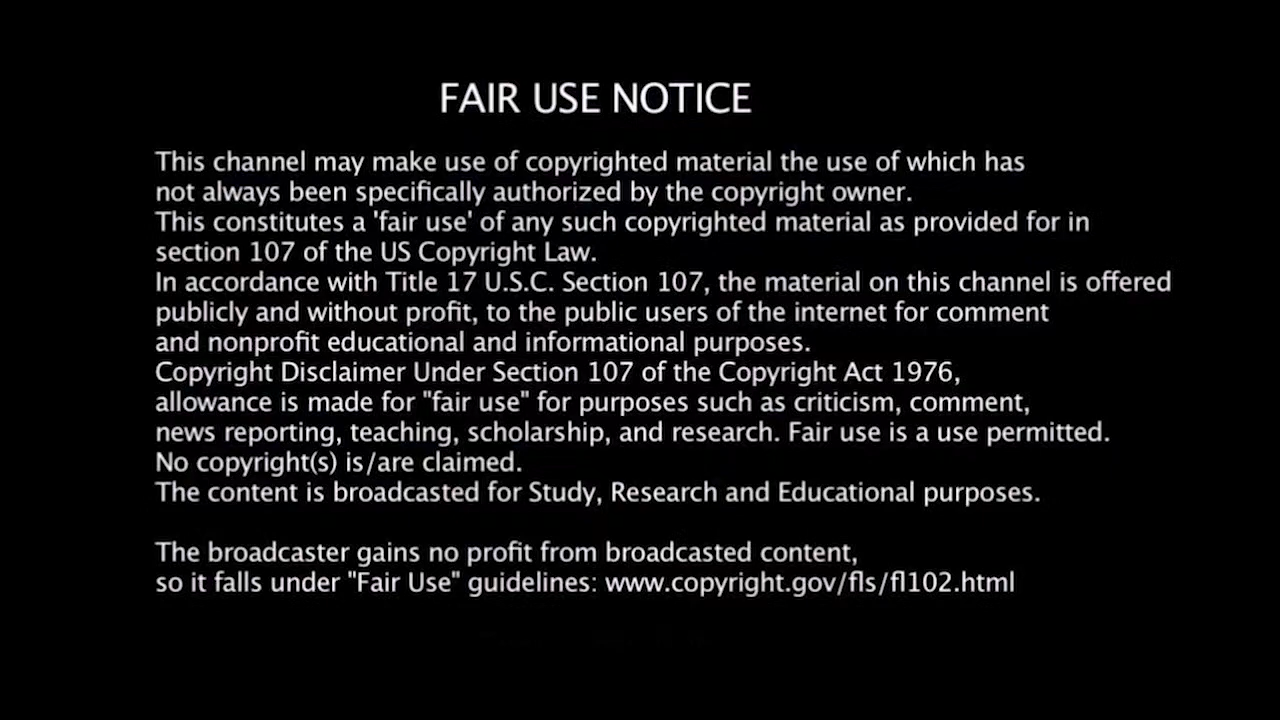 FAIR USE NOTICE
This channel may make use of copyrighted material the use of which has
not always been specifically authorized by the copyright owner.
This constitutes a 'fair use' of any such copyrighted material as provided for in
section 107 of the US Copyright Law.
In accordance with Title 17 U.S.C. Section 107, the material on this channel is offered
publicly and without profit, to the public users of the internet for comment
and nonprofit educational and informational purposes.
Copyright Disclaimer Under Section 107 of the Copyright Act 1976,
allowance is made for "fair use" for purposes such as criticism, comment,
news reporting, teaching, scholarship, and research. Fair use is a use permitted.
No copyright(s) is/are claimed.
The content is broadcasted for Study, Research and Educational purposes.
The broadcaster gains no profit from broadcasted content,
so it falls under "Fair Use" guidelines: www.copyright.gov/fls/fl102.html